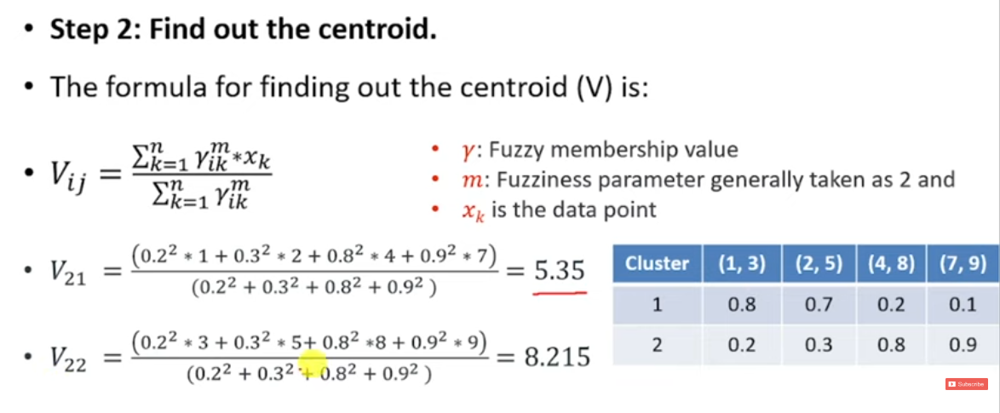 • Step 2: Find out the centroid.
• The formula for finding out the centroid (V) is:
• V_{ij} = \frac{\sum_{k=1}^{n} \gamma_{ik}^{m} * x_k}{\sum_{k=1}^{n} \gamma_{ik}^{m}}
• γ: Fuzzy membership value
• m: Fuzziness parameter generally taken as 2 and
• x_k is the data point
• V_{21} = \frac{(0.2^2 * 1 + 0.3^2 * 2 + 0.8^2 * 4 + 0.9^2 * 7)}{(0.2^2 + 0.3^2 + 0.8^2 + 0.9^2 )} = 5.35
• V_{22} = \frac{(0.2^2 * 3 + 0.3^2 * 5+ 0.8^2 *8 + 0.9^2 * 9)}{(0.2^2 + 0.3^2 + 0.8^2 + 0.9^2 )} = 8.215
Cluster (1, 3) (2, 5) (4, 8) (7, 9)
1 0.8 0.7 0.2 0.1
2 0.2 0.3 0.8 0.9
Subscribe